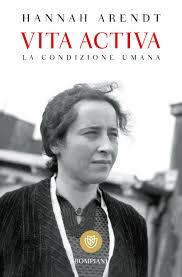 HANNAH ARENDT
VITA ACTIVA
LA CONDIZIONE UMANA
BOMPIANI